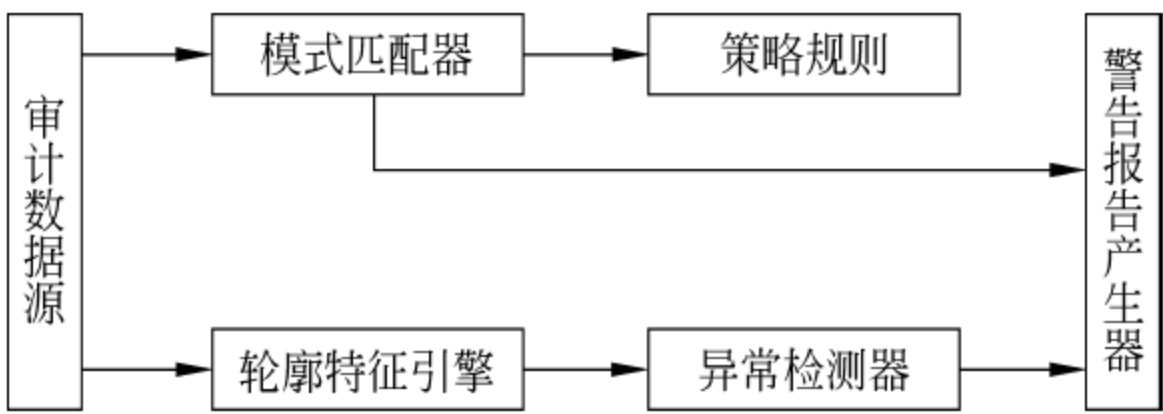 审计数据源
模式匹配器
策略规则
轮廓特征引擎
异常检测器
警告报告产生器